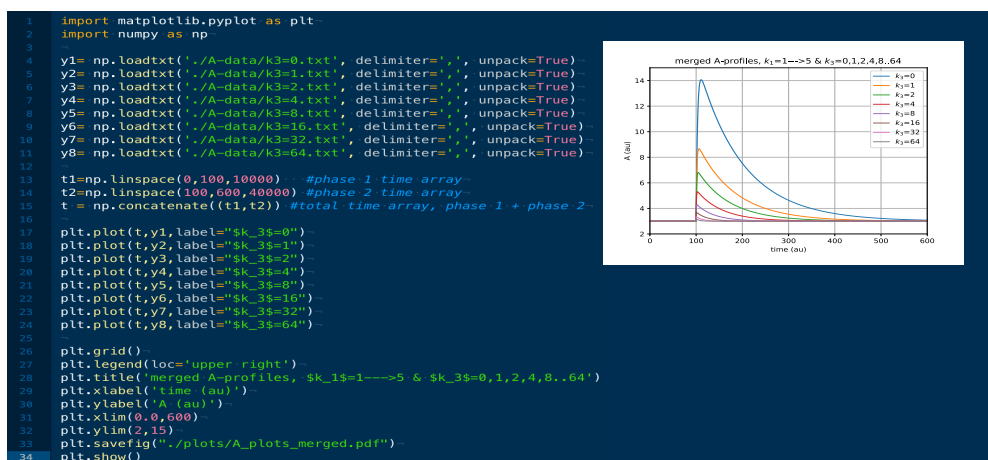 1 import matplotlib.pyplot as plt
2 import numpy as np
3
4 y1= np.loadtxt('./A-data/k3=0.txt', delimiter=',', unpack=True)
5 y2= np.loadtxt('./A-data/k3=1.txt', delimiter=',', unpack=True)
6 y3= np.loadtxt('./A-data/k3=2.txt', delimiter=',', unpack=True)
7 y4= np.loadtxt('./A-data/k3=4.txt', delimiter=',', unpack=True)
8 y5= np.loadtxt('./A-data/k3=8.txt', delimiter=',', unpack=True)
9 y6= np.loadtxt('./A-data/k3=16.txt', delimiter=',', unpack=True)
10 y7= np.loadtxt('./A-data/k3=32.txt', delimiter=',', unpack=True)
11 y8= np.loadtxt('./A-data/k3=64.txt', delimiter=',', unpack=True)
12
13 t1=np.linspace(0,100,10000) #phase 1 time array
14 t2=np.linspace(100,600,40000) #phase 2 time array
15 t = np.concatenate((t1,t2)) #total time array, phase 1 + phase 2
16
17 plt.plot(t,y1,label="$k_3$=0")
18 plt.plot(t,y2,label="$k_3$=1")
19 plt.plot(t,y3,label="$k_3$=2")
20 plt.plot(t,y4,label="$k_3$=4")
21 plt.plot(t,y5,label="$k_3$=8")
22 plt.plot(t,y6,label="$k_3$=16")
23 plt.plot(t,y7,label="$k_3$=32")
24 plt.plot(t,y8,label="$k_3$=64")
25
26 plt.grid()
27 plt.legend(loc='upper right')
28 plt.title('merged A-profiles, $k_1$=1--->5 & $k_3$=0,1,2,4,8..64')
29 plt.xlabel('time (au)')
30 plt.ylabel('A (au)')
31 plt.xlim(0.0,600)
32 plt.ylim(2,15)
33 plt.savefig("./plots/A_plots_merged.pdf")
34 plt.show()
merged A-profiles, k₁=1--->5 & k₃=0,1,2,4,8..64
k₃=0
k₃=1
k₃=2
k₃=4
k₃=8
k₃=16
k₃=32
k₃=64
A (au)
14
12
10
8
6
4
2
0 100 200 300 400 500 600
time (au)